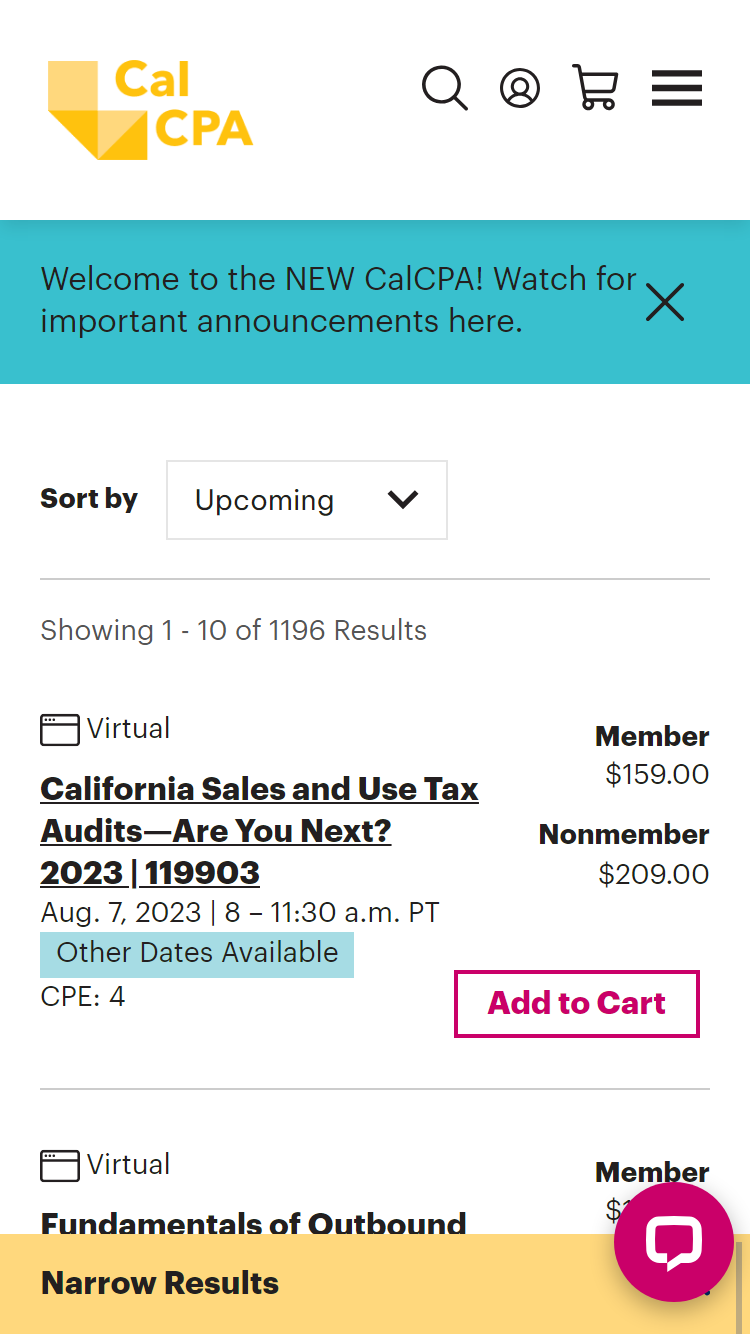 Cal
CPA
Welcome to the NEW CalCPA! Watch for
important announcements here.
Sort by
Upcoming
Showing 1 - 10 of 1196 Results
Virtual
California Sales and Use Tax
Audits—Are You Next?
2023 | 119903
Aug. 7, 2023 | 8 – 11:30 a.m. PT
Other Dates Available
CPE: 4
Member
$159.00
Nonmember
$209.00
Add to Cart
Virtual
Fundamentals of Outbound
Member
Narrow Results